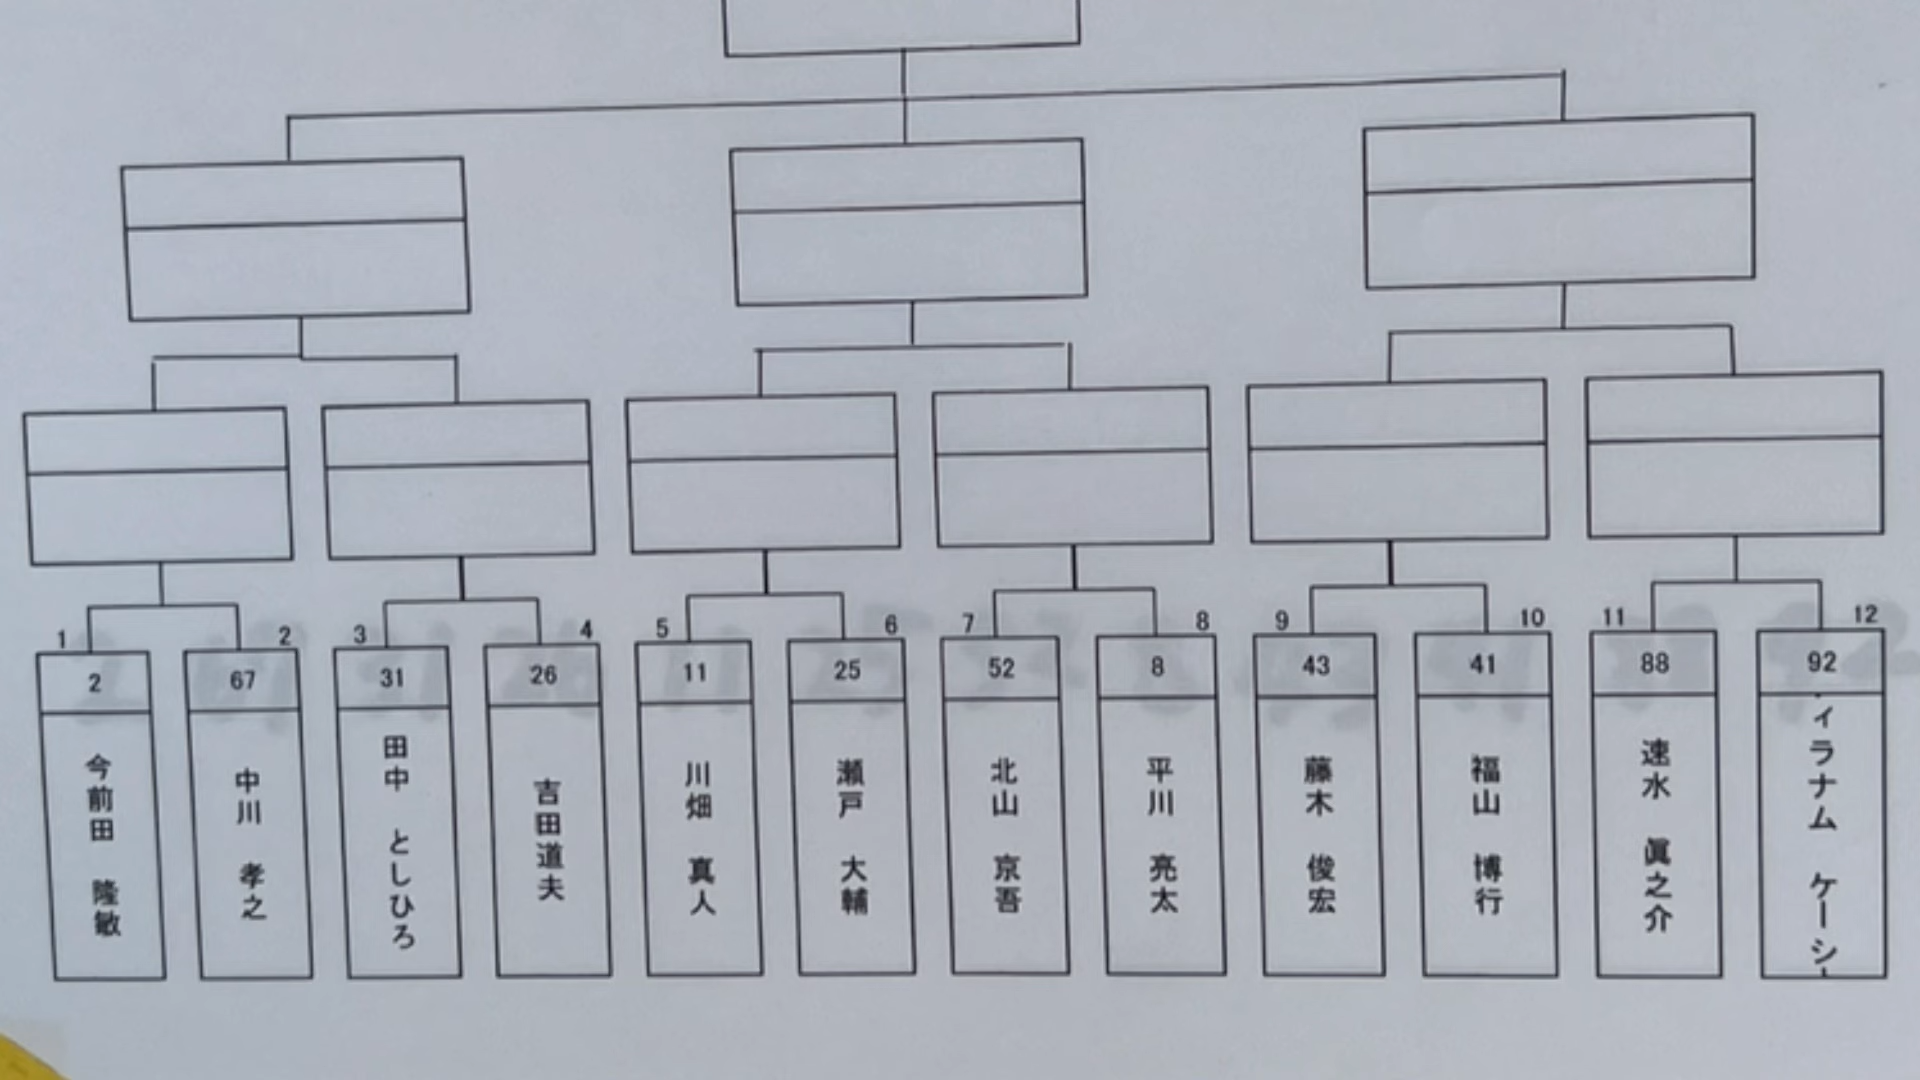 1 2 3 4 5 6 7 8 9 10 11 12
2 67 31 26 11 25 52 8 43 41 88 92
今前田 隆敏
中川 孝之
田中 としひろ
吉田道夫
川畑 真人
瀬戸 大輔
北山 京吾
平川 亮太
藤木 俊宏
福山 博行
速水 眞之介
ィラナム ケーシ